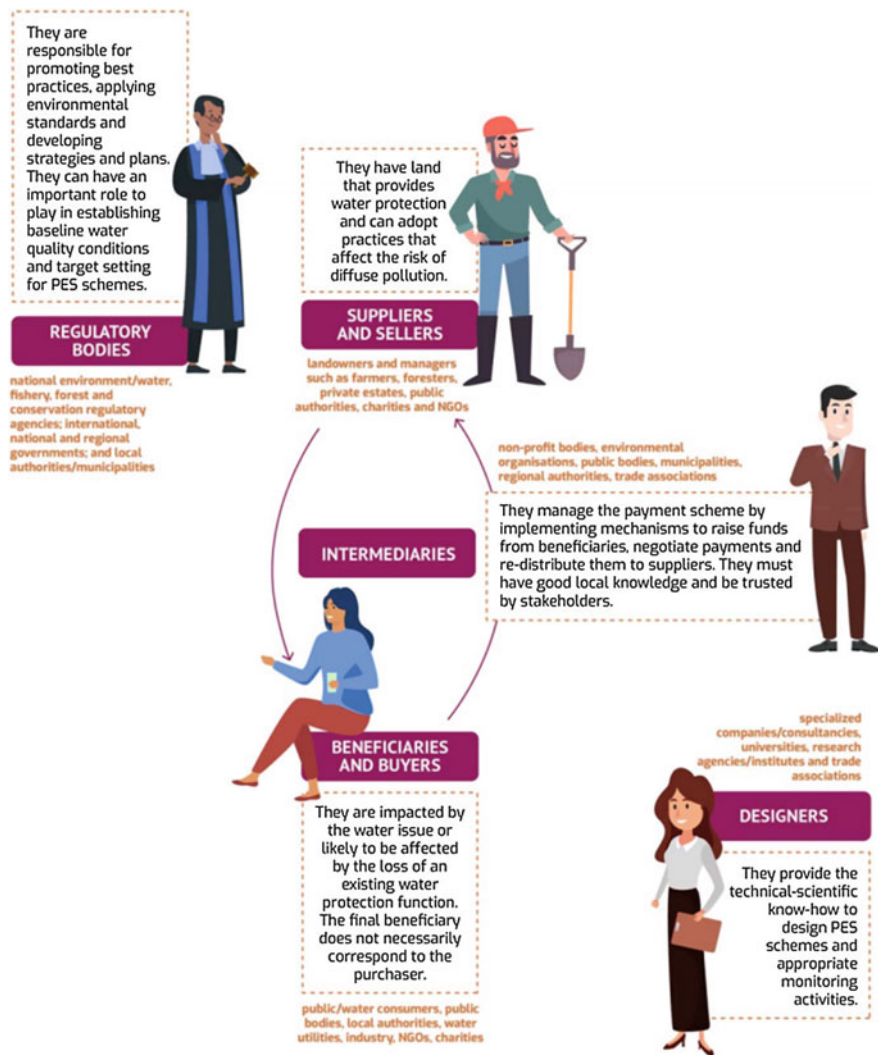 They are
responsible for
promoting best
practices, applying
environmental
standards and
developing
strategies and plans.
They can have an
important role to
play in establishing
baseline water
quality conditions
and target setting
for PES schemes.
REGULATORY
BODIES
national environment/water,
fishery, forest and
conservation regulatory
agencies; international,
national and regional
governments; and local
authorities/municipalities
They have land
that provides
water protection
and can adopt
practices that
affect the risk of
diffuse pollution.
SUPPLIERS
AND SELLERS
landowners and managers
such as farmers, foresters,
private estates, public
authorities, charities and NGOs
INTERMEDIARIES
non-profit bodies, environmental
organisations, public bodies, municipalities,
regional authorities, trade associations
They manage the payment scheme by
implementing mechanisms to raise funds
from beneficiaries, negotiate payments and
re-distribute them to suppliers. They must
have good local knowledge and be trusted
by stakeholders.
BENEFICIARIES
AND BUYERS
They are impacted by
the water issue or
likely to be affected
by the loss of an
existing water
protection function.
The final beneficiary
does not necessarily
correspond to the
purchaser.
public/water consumers, public
bodies, local authorities, water
utilities, industry, NGOs, charities
specialized
companies/consultancies,
universities, research
agencies/institutes and trade
associations
DESIGNERS
They provide the
technical-scientific
know-how to
design PES
schemes and
appropriate
monitoring
activities.